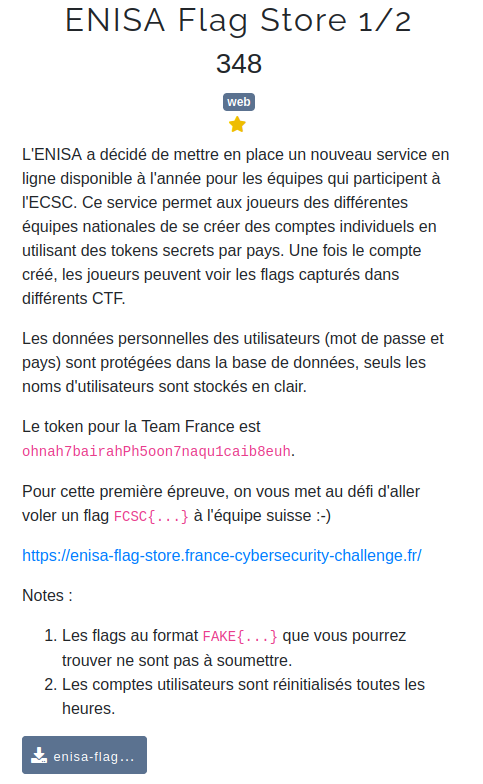 ENISA Flag Store 1/2
348
web
L'ENISA a décidé de mettre en place un nouveau service en
ligne disponible à l'année pour les équipes qui participent à
l'ECSC. Ce service permet aux joueurs des différentes
équipes nationales de se créer des comptes individuels en
utilisant des tokens secrets par pays. Une fois le compte
créé, les joueurs peuvent voir les flags capturés dans
différents CTF.
Les données personnelles des utilisateurs (mot de passe et
pays) sont protégées dans la base de données, seuls les
noms d'utilisateurs sont stockés en clair.
Le token pour la Team France est
ohnah7bairahPh5oon7naqu1caib8euh.
Pour cette première épreuve, on vous met au défi d'aller
voler un flag FCSC{...} à l'équipe suisse :-)
https://enisa-flag-store.france-cybersecurity-challenge.fr/
Notes :
1. Les flags au format FAKE{...} que vous pourrez
trouver ne sont pas à soumettre.
2. Les comptes utilisateurs sont réinitialisés toutes les
heures.
enisa-flag...